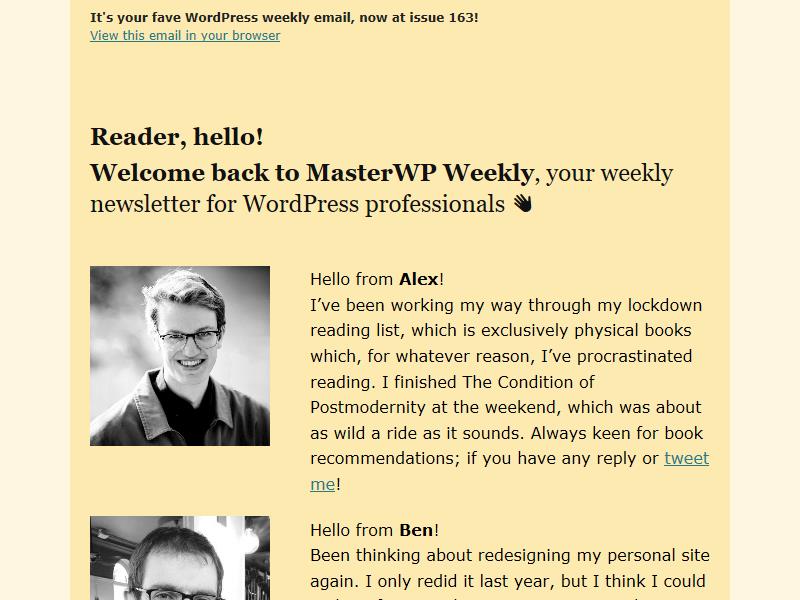 It's your fave WordPress weekly email, now at issue 163!
View this email in your browser
Reader, hello!
Welcome back to MasterWP Weekly, your weekly
newsletter for WordPress professionals 👋
Hello from Alex!
I’ve been working my way through my lockdown
reading list, which is exclusively physical books
which, for whatever reason, I’ve procrastinated
reading. I finished The Condition of
Postmodernity at the weekend, which was about
as wild a ride as it sounds. Always keen for book
recommendations; if you have any reply or tweet
me!
Hello from Ben!
Been thinking about redesigning my personal site
again. I only redid it last year, but I think I could